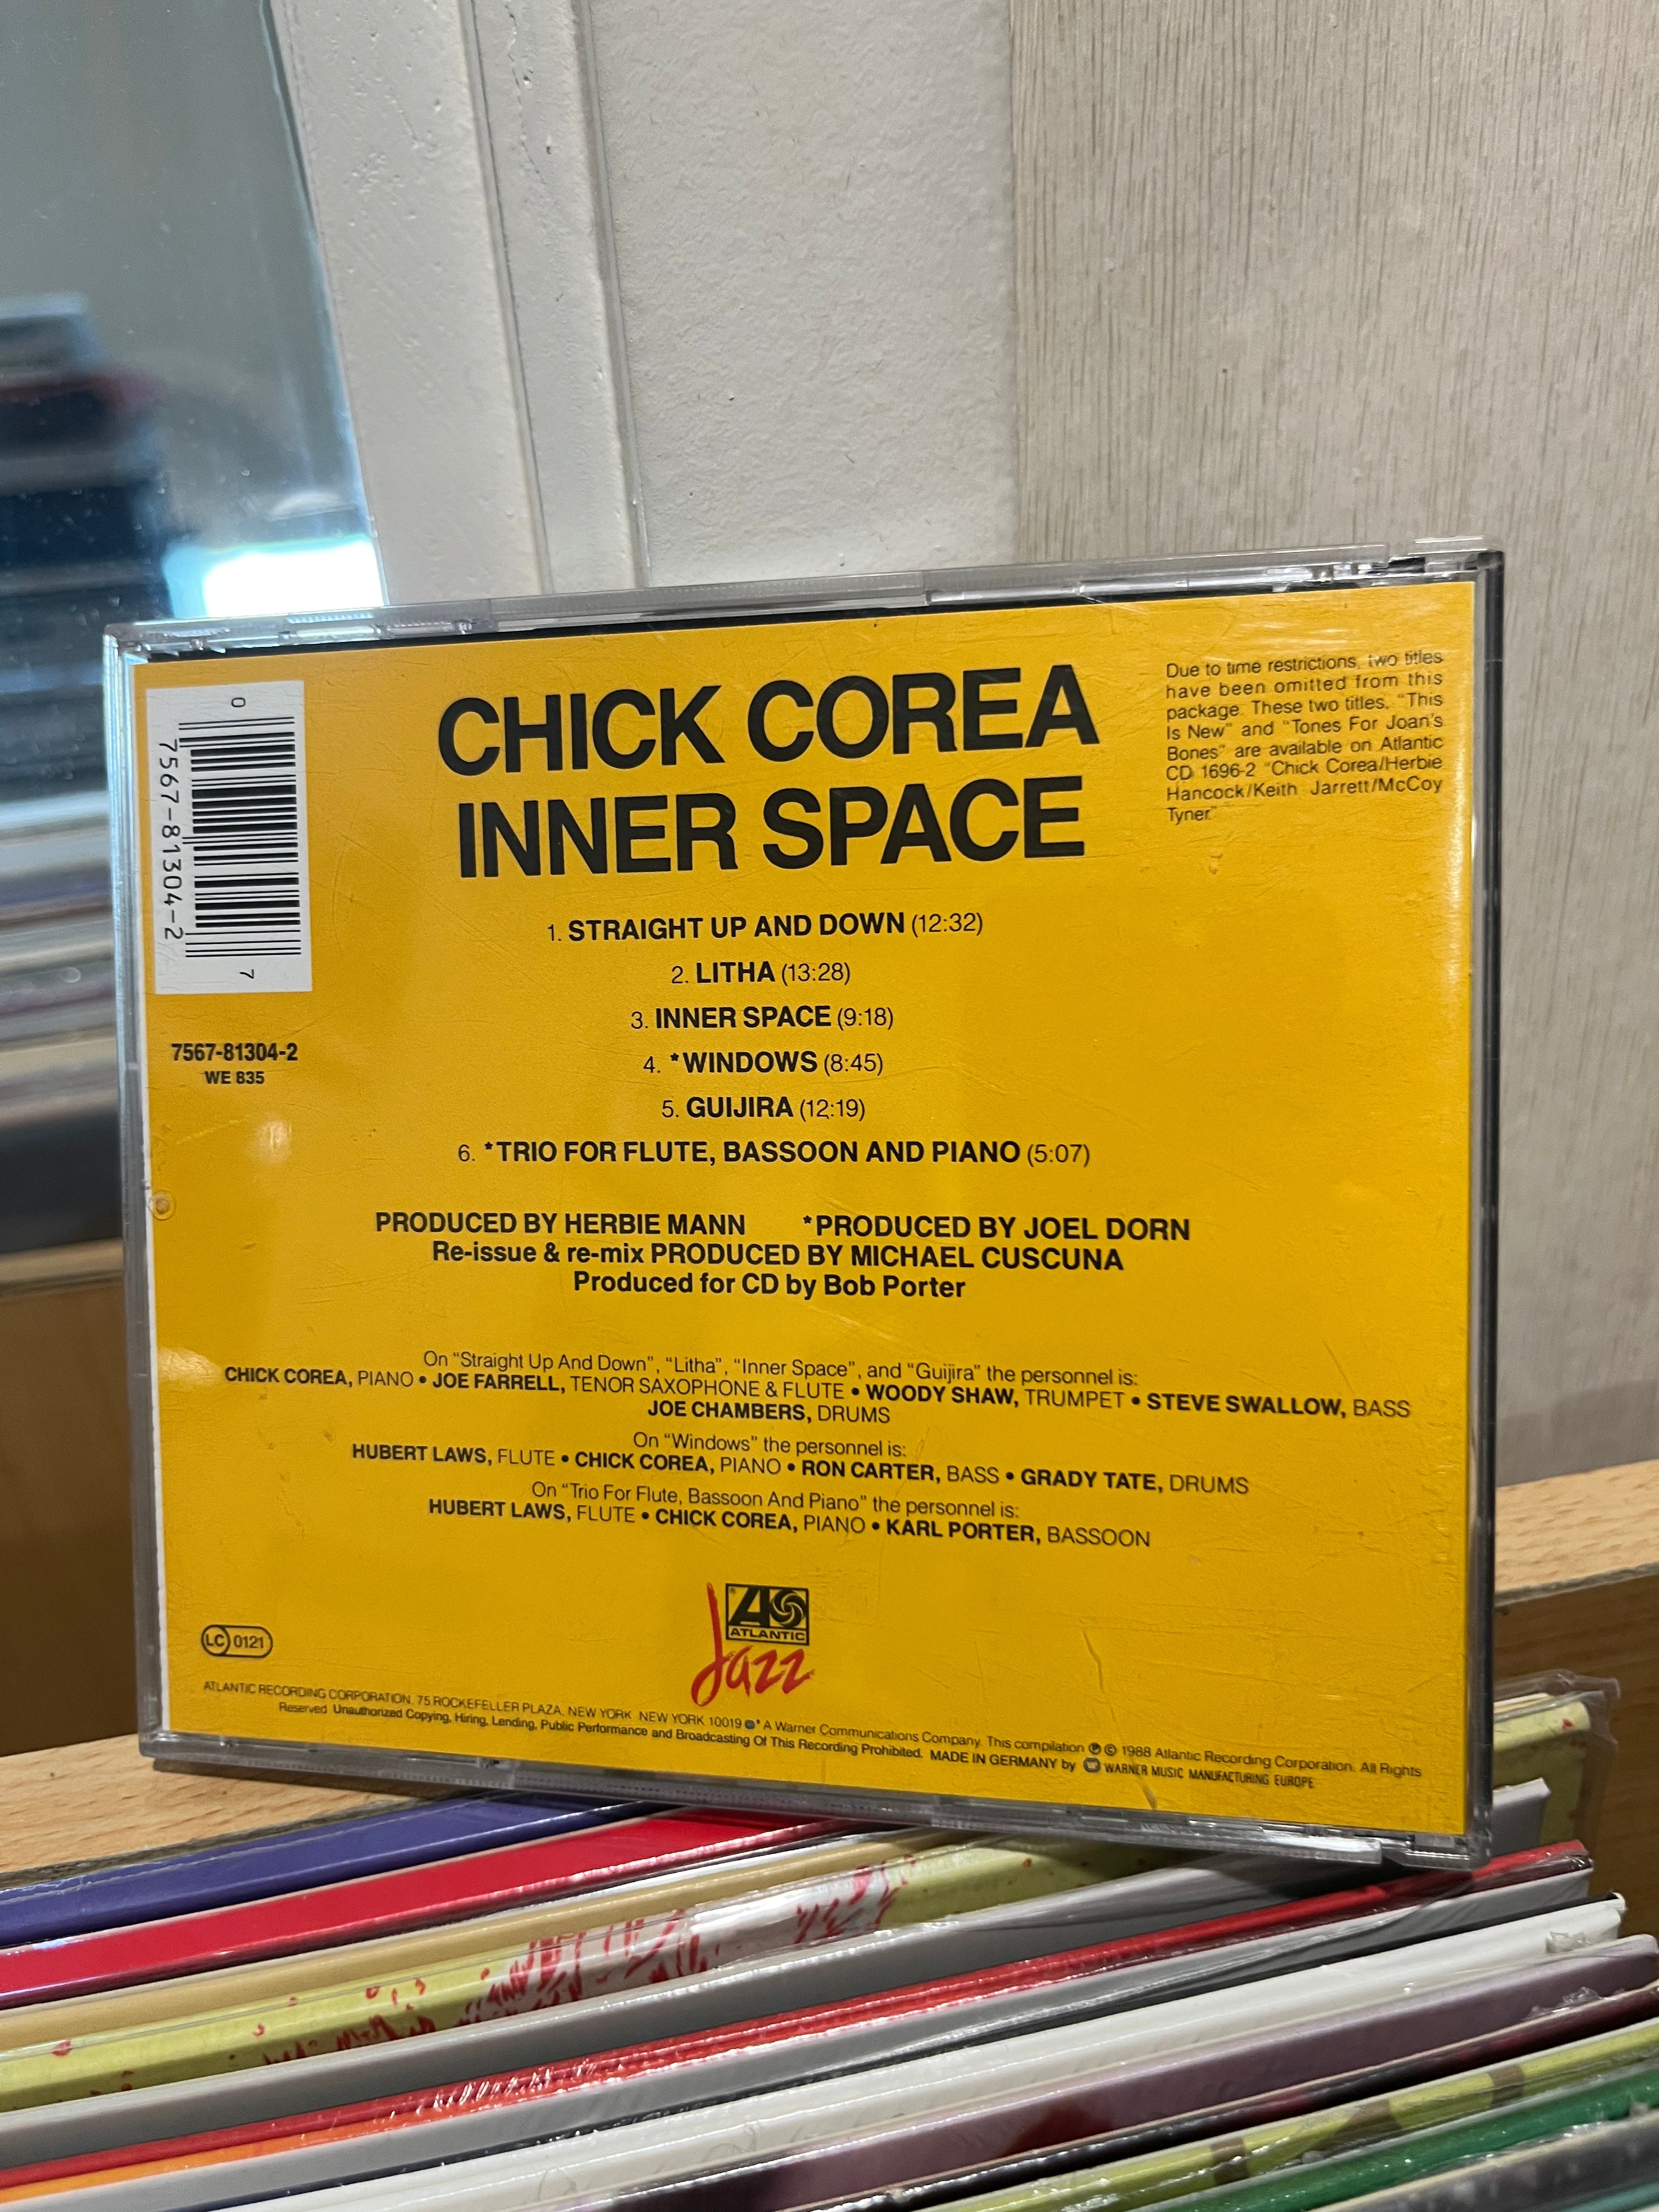 CHICK COREA
INNER SPACE
Due to time restrictions, two titles
have been omitted from this
package. These two titles, "This
Is New" and "Tones For Joan's
Bones" are available on Atlantic
CD 1696-2 "Chick Corea/Herbie
Hancock/Keith Jarrett/McCoy
Tyner."
0
7567-81304-2
7
7567-81304-2
WE 835
1. STRAIGHT UP AND DOWN (12:32)
2. LITHA (13:28)
3. INNER SPACE (9:18)
4. *WINDOWS (8:45)
5. GUIJIRA (12:19)
6. *TRIO FOR FLUTE, BASSOON AND PIANO (5:07)
PRODUCED BY HERBIE MANN *PRODUCED BY JOEL DORN
Re-issue & re-mix PRODUCED BY MICHAEL CUSCUNA
Produced for CD by Bob Porter
On "Straight Up And Down", "Litha", "Inner Space", and "Guijira" the personnel is:
CHICK COREA, PIANO • JOE FARRELL, TENOR SAXOPHONE & FLUTE • WOODY SHAW, TRUMPET • STEVE SWALLOW, BASS
JOE CHAMBERS, DRUMS
On "Windows" the personnel is:
HUBERT LAWS, FLUTE • CHICK COREA, PIANO • RON CARTER, BASS • GRADY TATE, DRUMS
On "Trio For Flute, Bassoon And Piano" the personnel is:
HUBERT LAWS, FLUTE • CHICK COREA, PIANO • KARL PORTER, BASSOON
ATLANTIC
Jazz
LC 0121
ATLANTIC RECORDING CORPORATION, 75 ROCKEFELLER PLAZA, NEW YORK, NEW YORK 10019 * A Warner Communications Company. This compilation ℗ © 1988 Atlantic Recording Corporation. All Rights
Reserved. Unauthorized Copying, Hiring, Lending, Public Performance and Broadcasting Of This Recording Prohibited. MADE IN GERMANY by WARNER MUSIC MANUFACTURING EUROPE